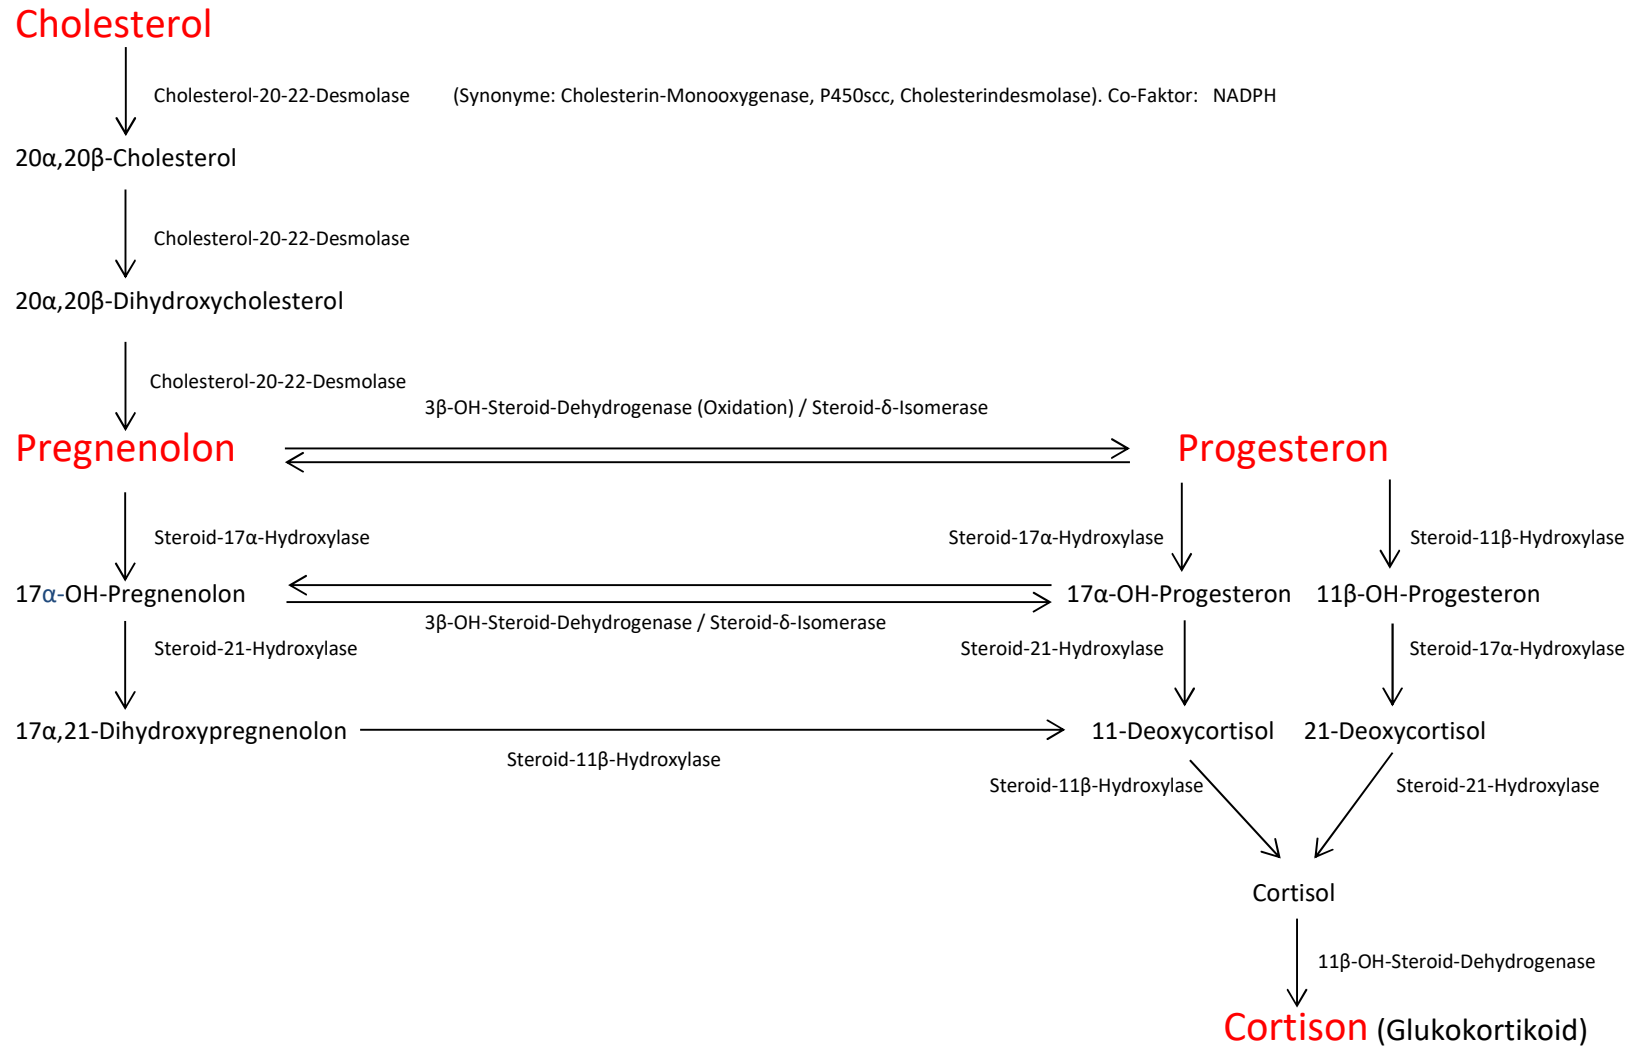 Cholesterol
Cholesterol-20-22-Desmolase (Synonyme: Cholesterin-Monooxygenase, P450scc, Cholesterindesmolase). Co-Faktor: NADPH
20α,20β-Cholesterol
Cholesterol-20-22-Desmolase
20α,20β-Dihydroxycholesterol
Cholesterol-20-22-Desmolase
3β-OH-Steroid-Dehydrogenase (Oxidation) / Steroid-δ-Isomerase
Pregnenolon Progesteron
Steroid-17α-Hydroxylase Steroid-17α-Hydroxylase Steroid-11β-Hydroxylase
17α-OH-Pregnenolon 17α-OH-Progesteron 11β-OH-Progesteron
3β-OH-Steroid-Dehydrogenase / Steroid-δ-Isomerase
Steroid-21-Hydroxylase Steroid-21-Hydroxylase Steroid-17α-Hydroxylase
17α,21-Dihydroxypregnenolon 11-Deoxycortisol 21-Deoxycortisol
Steroid-11β-Hydroxylase
Steroid-11β-Hydroxylase Steroid-21-Hydroxylase
Cortisol
11β-OH-Steroid-Dehydrogenase
Cortison (Glukokortikoid)